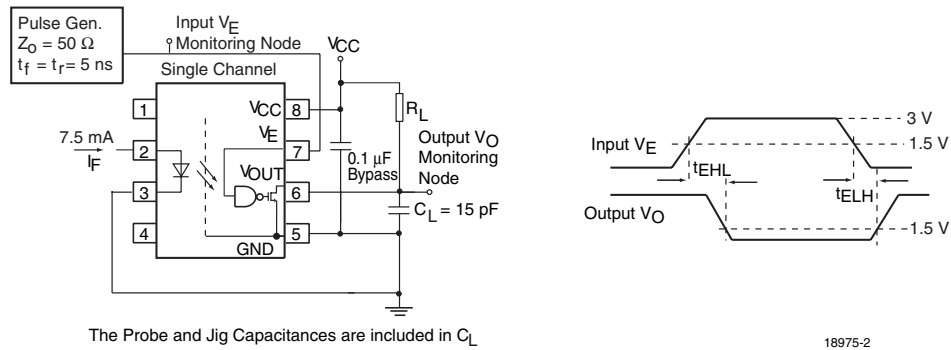 Pulse Gen.
Z_O = 50 Ω
t_f = t_r = 5 ns
Input V_E
Monitoring Node
Single Channel
V_CC
1
2
3
4
V_CC 8
V_E
7
V_OUT
6
5
GND
7.5 mA
I_F
R_L
0.1 µF
Bypass
Output V_O
Monitoring
Node
C_L = 15 pF
The Probe and Jig Capacitances are included in C_L
Input V_E
3 V
1.5 V
t_EHL
t_ELH
Output V_O
1.5 V
18975-2